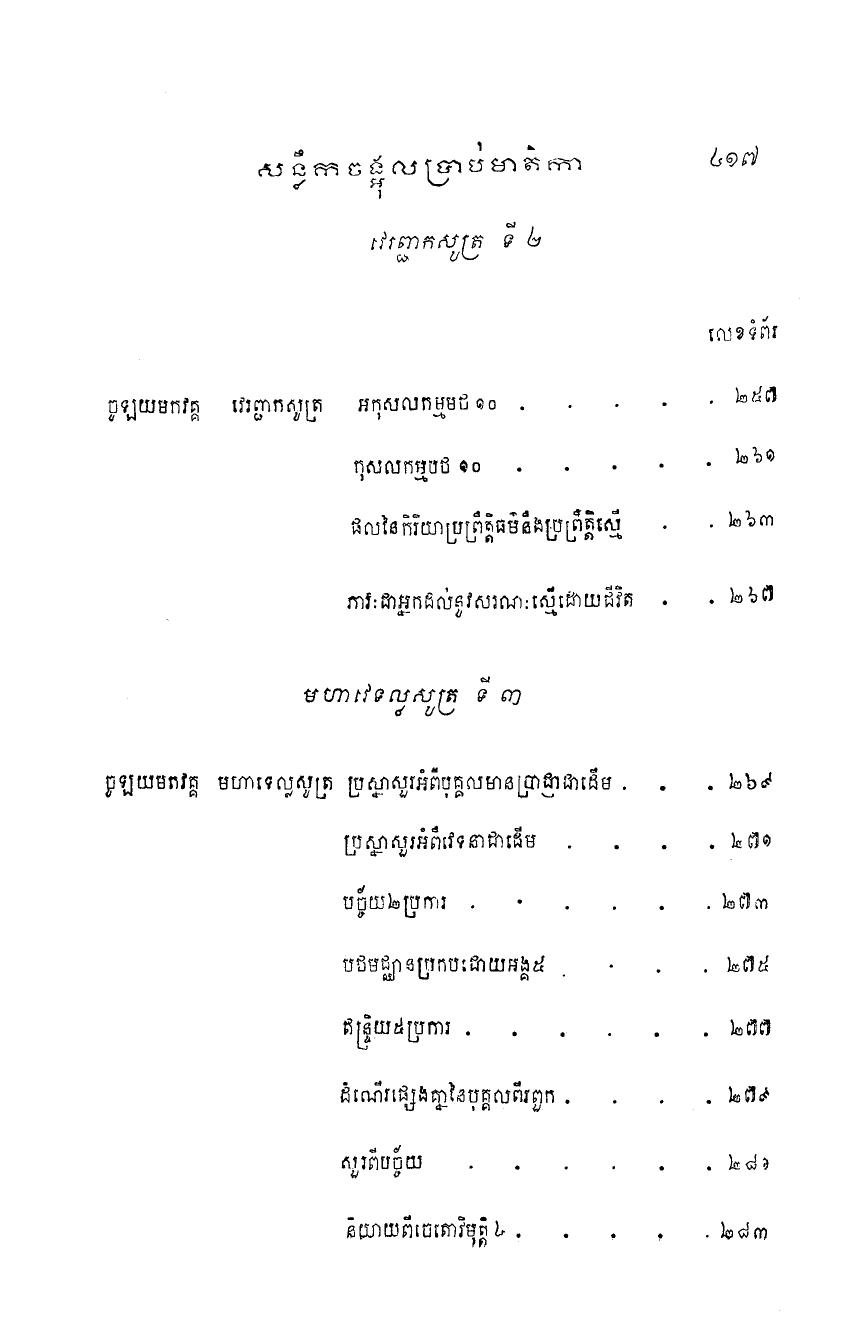 សន្លឹកចង្អុលប្រាប់មាតិកា ៤១៧
វេរញ្ជកសូត្រ ទី ២
លេខទំព័រ
ចូឡយមកវគ្គ វេរញ្ជកសូត្រ អកុសលកម្មបថ ១០ . . . . . ២៥៧
កុសលកម្មបថ ១០ . . . . . ២៦១
ផលនៃកិរិយាប្រព្រឹត្តិធម៌នឹងប្រព្រឹត្តិស្មើ . . ២៦៣
ភាវៈជាអ្នកដល់នូវសរណៈស្មើដោយជីវិត . . ២៦៧
មហាវេទល្លសូត្រ ទី ៣
ចូឡយមកវគ្គ មហាទេល្លសូត្រ ប្រស្នាសួរអំពីបុគ្គលមានប្រាជ្ញាជាដើម . . . ២៦៩
ប្រស្នាសួរអំពីវេទនាជាដើម . . . . ២៧១
បច្ច័យ២ប្រការ . . . . . . ២៧៣
បឋមជ្ឈានប្រកបដោយអង្គ៥ . . . . ២៧៥
ឥន្ទ្រិយ៥ប្រការ . . . . . . ២៧៧
ដំណើរផ្សេងគ្នានៃបុគ្គលពីរពួក . . . . ២៧៩
សួរពីបច្ច័យ . . . . . . ២៨១
និយាយពីចេតោវិមុត្តិ ៤ . . . . . ២៨៣